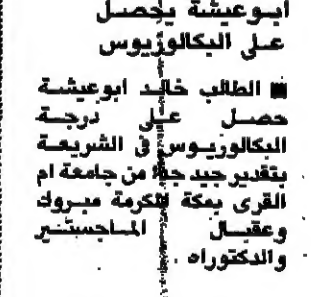 ابوعيشة يحصل
على البكالوريوس
■ الطالب خالد ابوعيشة
حصل على درجة
البكالوريوس في الشريعة
بتقدير جيد جدا من جامعة ام
القرى بمكة المكرمة مبروك
وعقبال الماجستير
والدكتوراه .